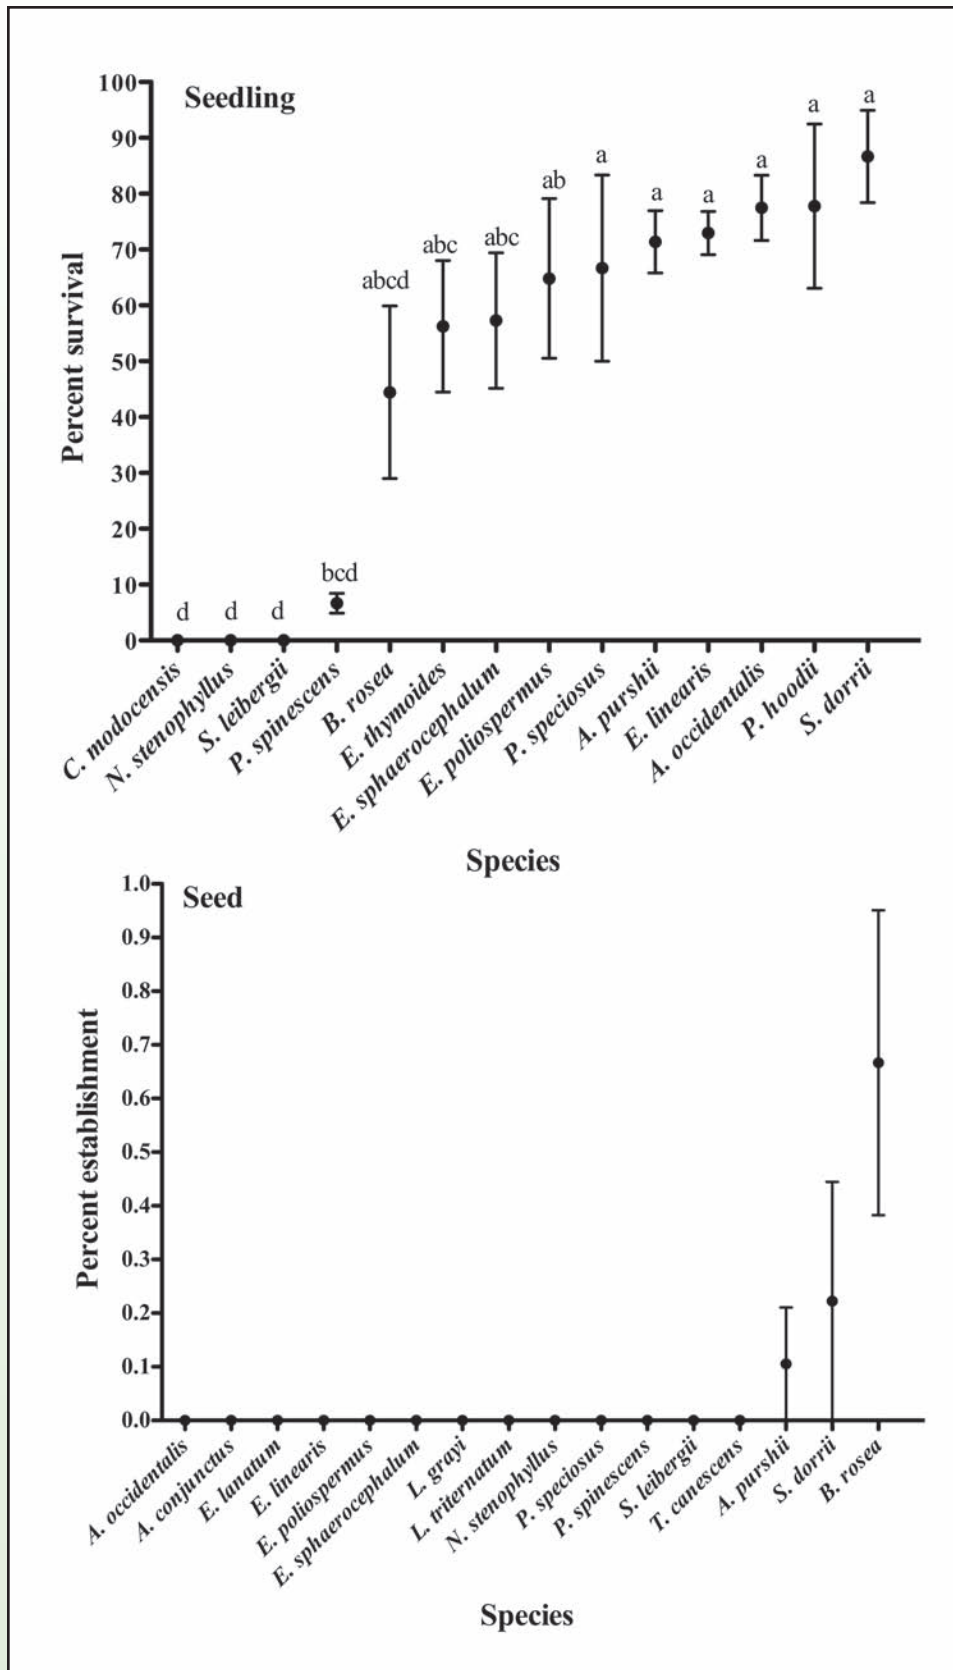 Seedling
Percent survival
100
90
80
70
60
50
40
30
20
10
0
d
d
d
bcd
abcd
abc
abc
ab
a
a
a
a
a
a
C. modocensis
N. stenophyllus
S. leibergii
P. spinescens
B. rosea
E. thymoides
E. sphaerocephalum
E. poliospermus
P. speciosus
A. purshii
E. linearis
A. occidentalis
P. hoodii
S. dorrii
Species
Seed
Percent establishment
1.0
0.9
0.8
0.7
0.6
0.5
0.4
0.3
0.2
0.1
0.0
A. occidentalis
A. conjunctus
E. lanatum
E. linearis
E. poliospermus
E. sphaerocephalum
L. grayi
L. triternatum
N. stenophyllus
P. speciosus
P. spinescens
S. leibergii
T. canescens
A. purshii
S. dorrii
B. rosea
Species